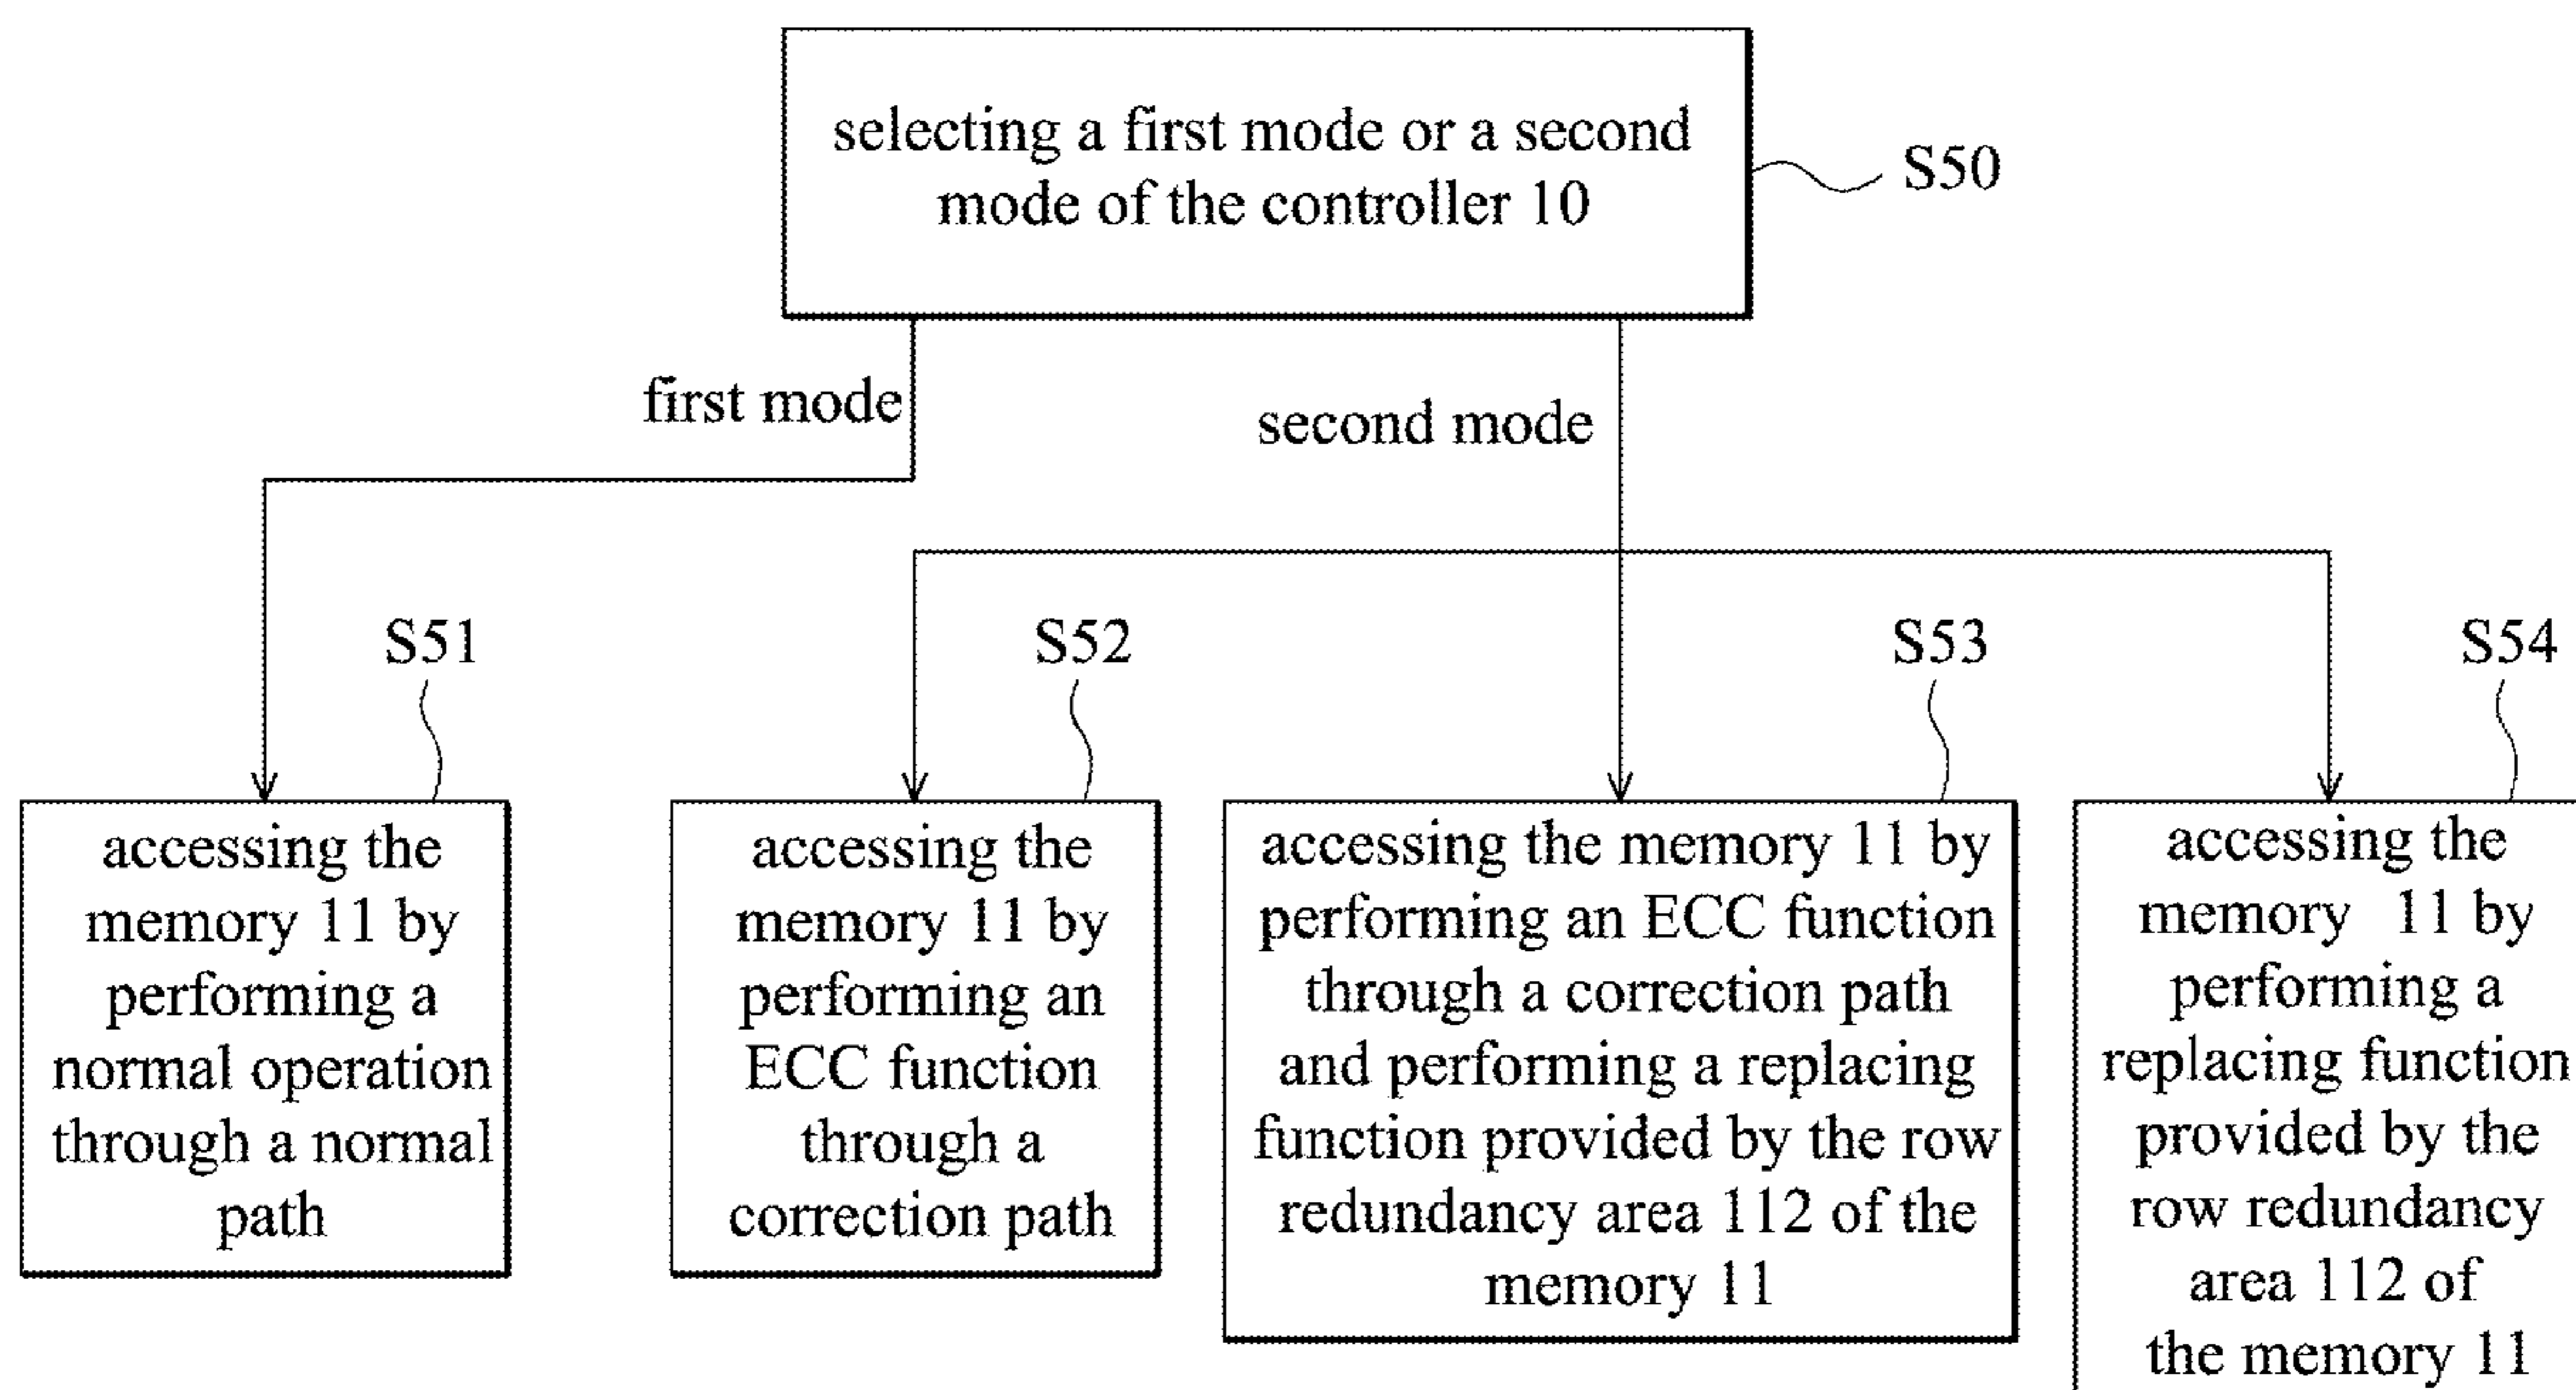 selecting a first mode or a second
mode of the controller 10
S50
first mode
second mode
S51
accessing the
memory 11 by
performing a
normal operation
through a normal
path
S52
accessing the
memory 11 by
performing an
ECC function
through a
correction path
S53
accessing the memory 11 by
performing an ECC function
through a correction path
and performing a replacing
function provided by the row
redundancy area 112 of the
memory 11
S54
accessing the
memory 11 by
performing a
replacing function
provided by the
row redundancy
area 112 of
the memory 11